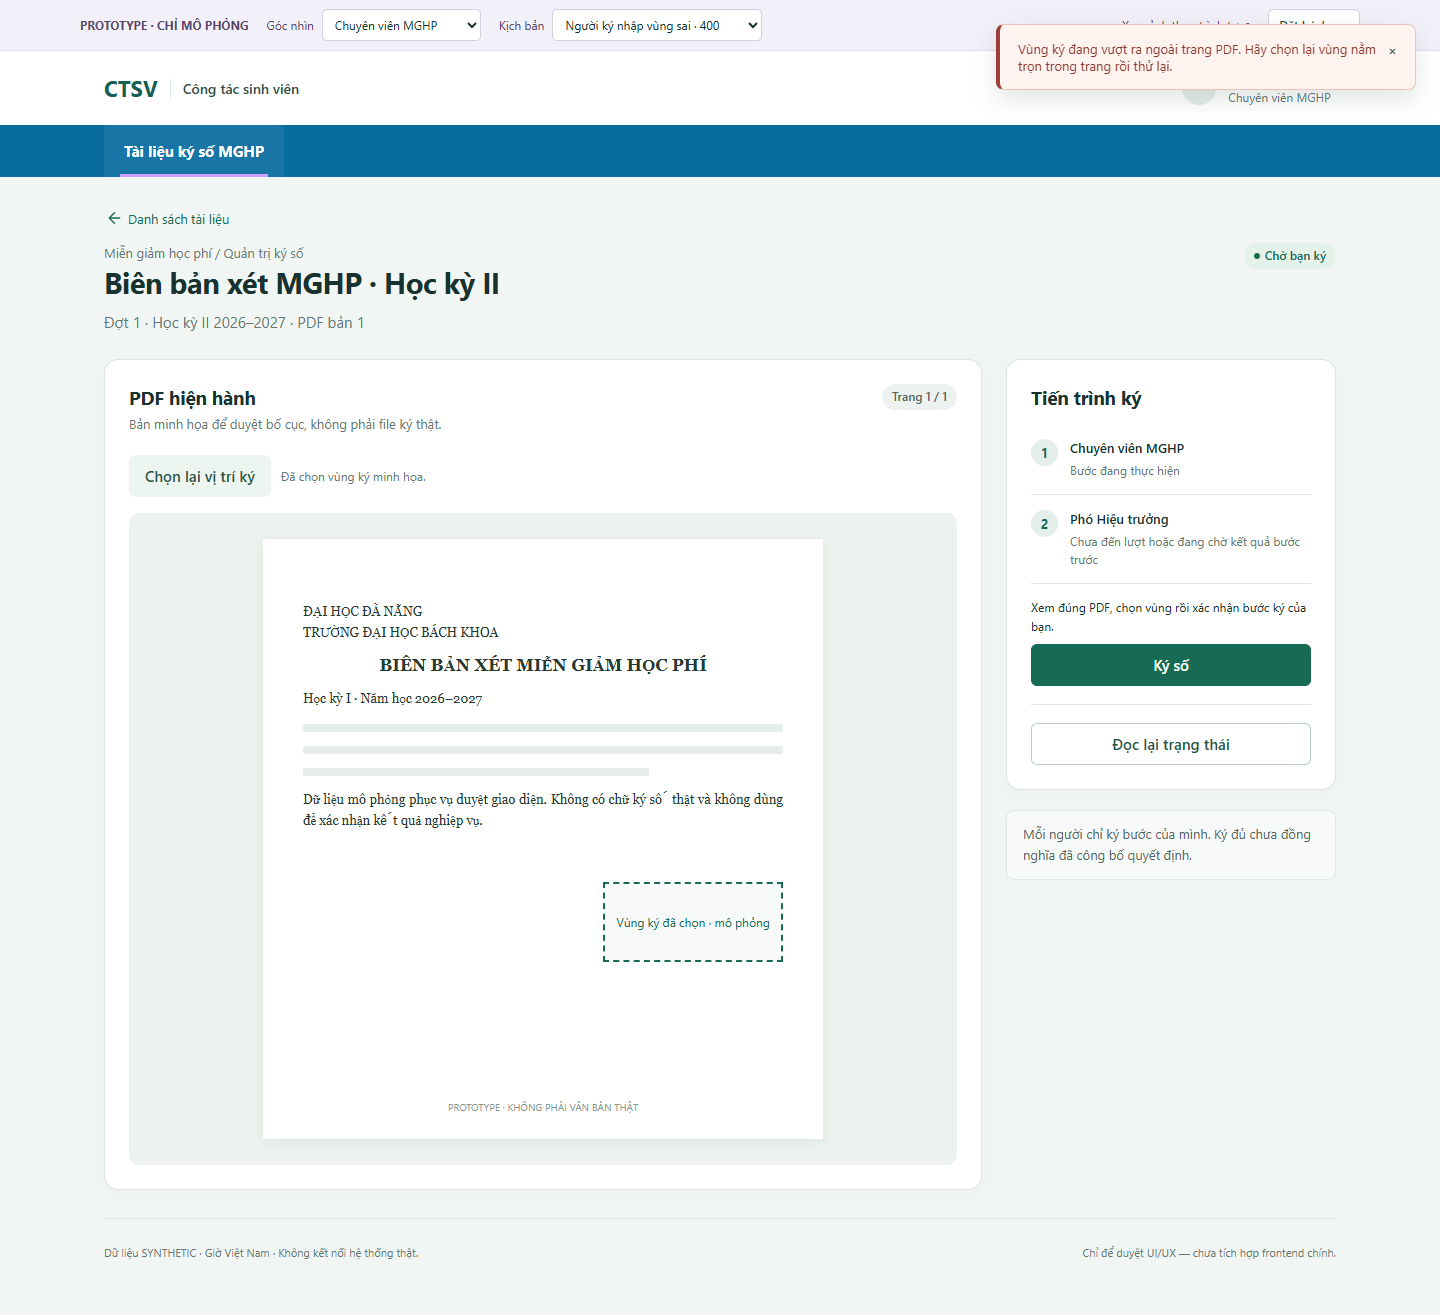 PROTOTYPE · CHỈ MÔ PHỎNG
Góc nhìn
Chuyên viên MGHP
Kịch bản
Người ký nhập vùng sai · 400
Vùng ký đang vượt ra ngoài trang PDF. Hãy chọn lại vùng nằm
trọn trong trang rồi thử lại.
×
CTSV
Công tác sinh viên
Chuyên viên MGHP
Tài liệu ký số MGHP
← Danh sách tài liệu
Miễn giảm học phí / Quản trị ký số
Biên bản xét MGHP · Học kỳ II
Chờ bạn ký
Đợt 1 · Học kỳ II 2026–2027 · PDF bản 1
PDF hiện hành
Trang 1 / 1
Bản minh họa để duyệt bố cục, không phải file ký thật.
Chọn lại vị trí ký
Đã chọn vùng ký minh họa.
ĐẠI HỌC ĐÀ NẴNG
TRƯỜNG ĐẠI HỌC BÁCH KHOA
BIÊN BẢN XÉT MIỄN GIẢM HỌC PHÍ
Học kỳ I · Năm học 2026–2027
Dữ liệu mô phỏng phục vụ duyệt giao diện. Không có chữ ký số thật và không dùng
để xác nhận kết quả nghiệp vụ.
Vùng ký đã chọn · mô phỏng
PROTOTYPE · KHÔNG PHẢI VĂN BẢN THẬT
Tiến trình ký
1
Chuyên viên MGHP
Bước đang thực hiện
2
Phó Hiệu trưởng
Chưa đến lượt hoặc đang chờ kết quả bước
trước
Xem đúng PDF, chọn vùng rồi xác nhận bước ký của
bạn.
Ký số
Đọc lại trạng thái
Mỗi người chỉ ký bước của mình. Ký đủ chưa đồng
nghĩa đã công bố quyết định.
Dữ liệu SYNTHETIC · Giờ Việt Nam · Không kết nối hệ thống thật.
Chỉ để duyệt UI/UX — chưa tích hợp frontend chính.